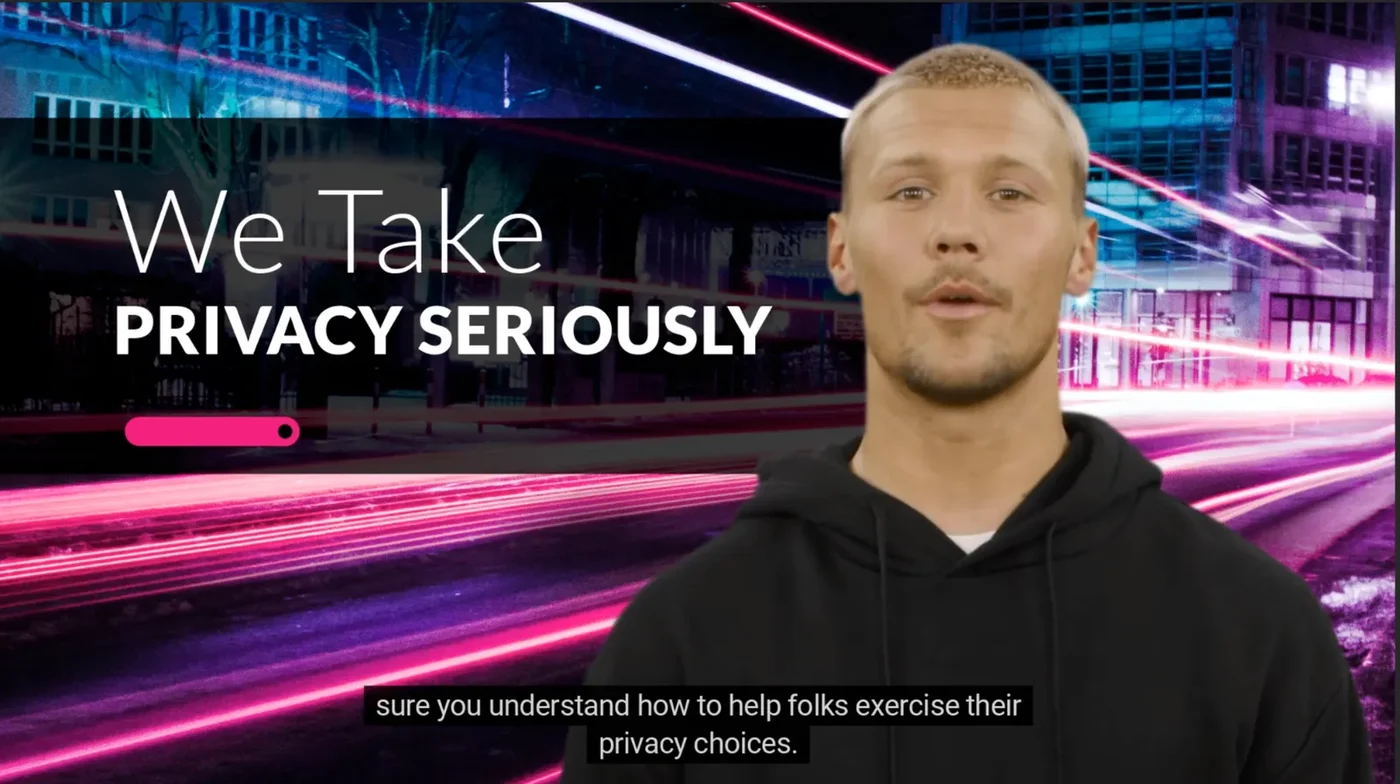 We Take
PRIVACY SERIOUSLY
sure you understand how to help folks exercise their
privacy choices.